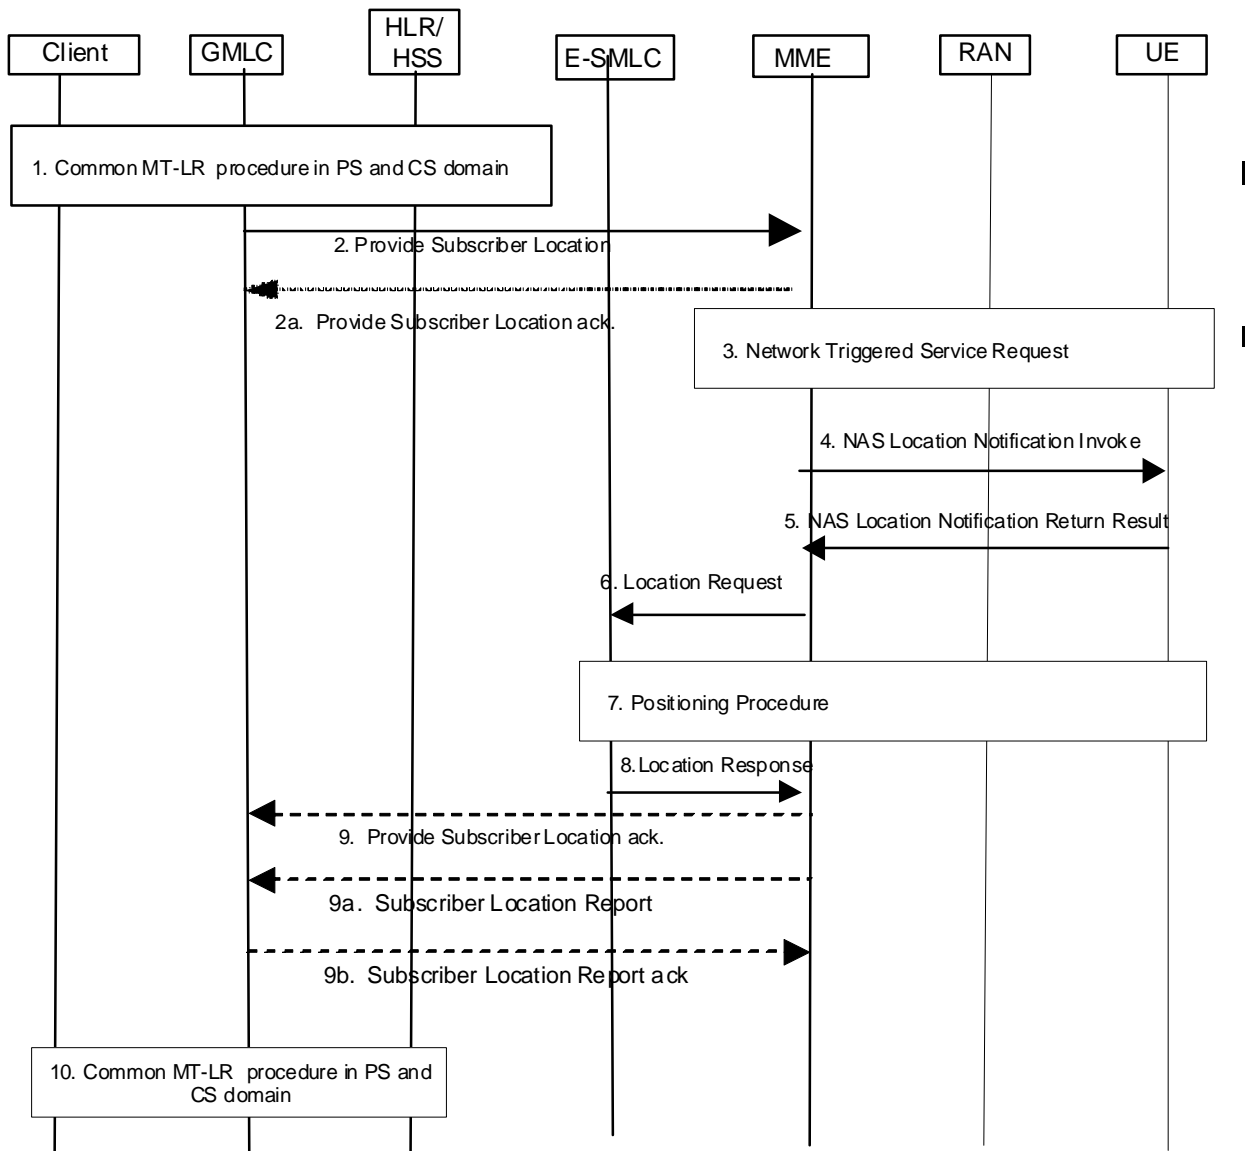 Client
GMLC
HLR/
HSS
E-SMLC
MME
RAN
UE
1. Common MT-LR procedure in PS and CS domain
2. Provide Subscriber Location
2a. Provide Subscriber Location ack.
3. Network Triggered Service Request
4. NAS Location Notification Invoke
5. NAS Location Notification Return Result
6. Location Request
7. Positioning Procedure
8.Location Response
9. Provide Subscriber Location ack.
9a. Subscriber Location Report
9b. Subscriber Location Report ack
10. Common MT-LR procedure in PS and
CS domain